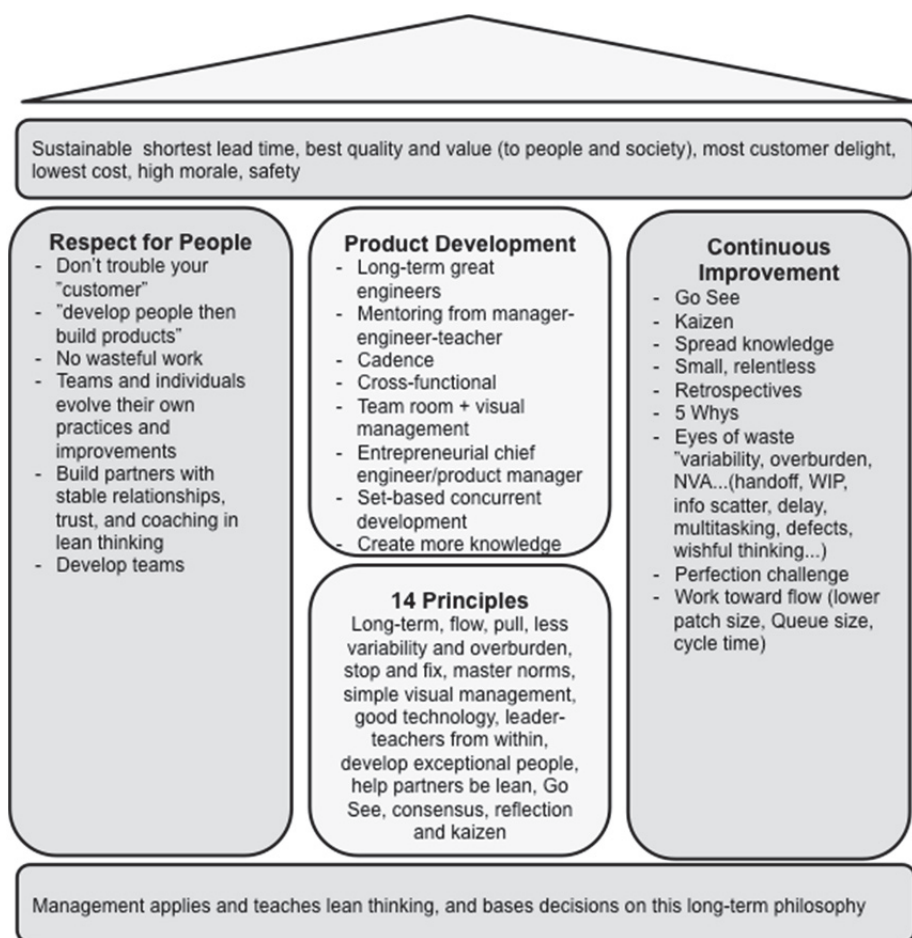 Sustainable shortest lead time, best quality and value (to people and society), most customer delight,
lowest cost, high morale, safety
Respect for People
- Don't trouble your
"customer"
- "develop people then
build products"
- No wasteful work
- Teams and individuals
evolve their own
practices and
improvements
- Build partners with
stable relationships,
trust, and coaching in
lean thinking
- Develop teams
Product Development
- Long-term great
engineers
- Mentoring from manager-
engineer-teacher
- Cadence
- Cross-functional
- Team room + visual
management
- Entrepreneurial chief
engineer/product manager
- Set-based concurrent
development
- Create more knowledge
14 Principles
Long-term, flow, pull, less
variability and overburden,
stop and fix, master norms,
simple visual management,
good technology, leader-
teachers from within,
develop exceptional people,
help partners be lean, Go
See, consensus, reflection
and kaizen
Continuous
Improvement
- Go See
- Kaizen
- Spread knowledge
- Small, relentless
- Retrospectives
- 5 Whys
- Eyes of waste
"variability, overburden,
NVA...(handoff, WIP,
info scatter, delay,
multitasking, defects,
wishful thinking...)
- Perfection challenge
- Work toward flow (lower
patch size, Queue size,
cycle time)
Management applies and teaches lean thinking, and bases decisions on this long-term philosophy